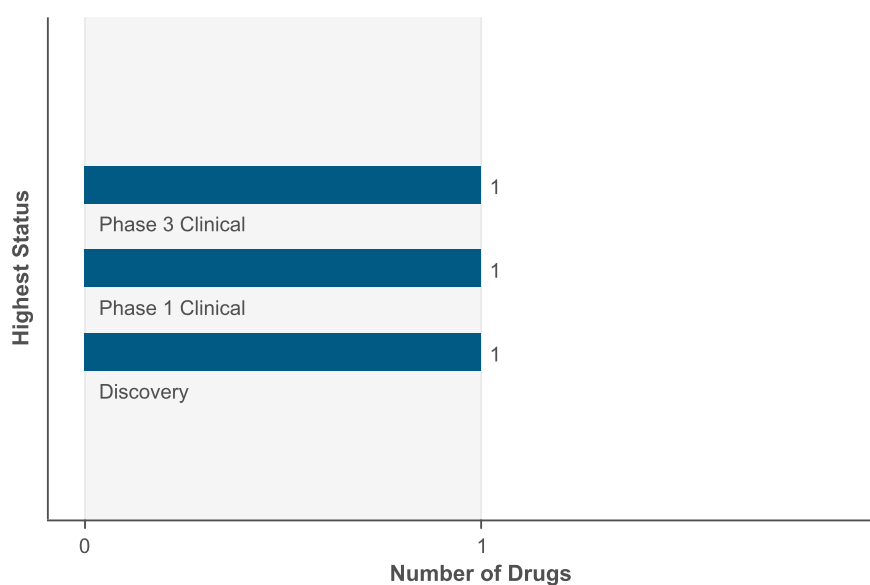 Highest Status
1
Phase 3 Clinical
1
Phase 1 Clinical
1
Discovery
0
1
Number of Drugs